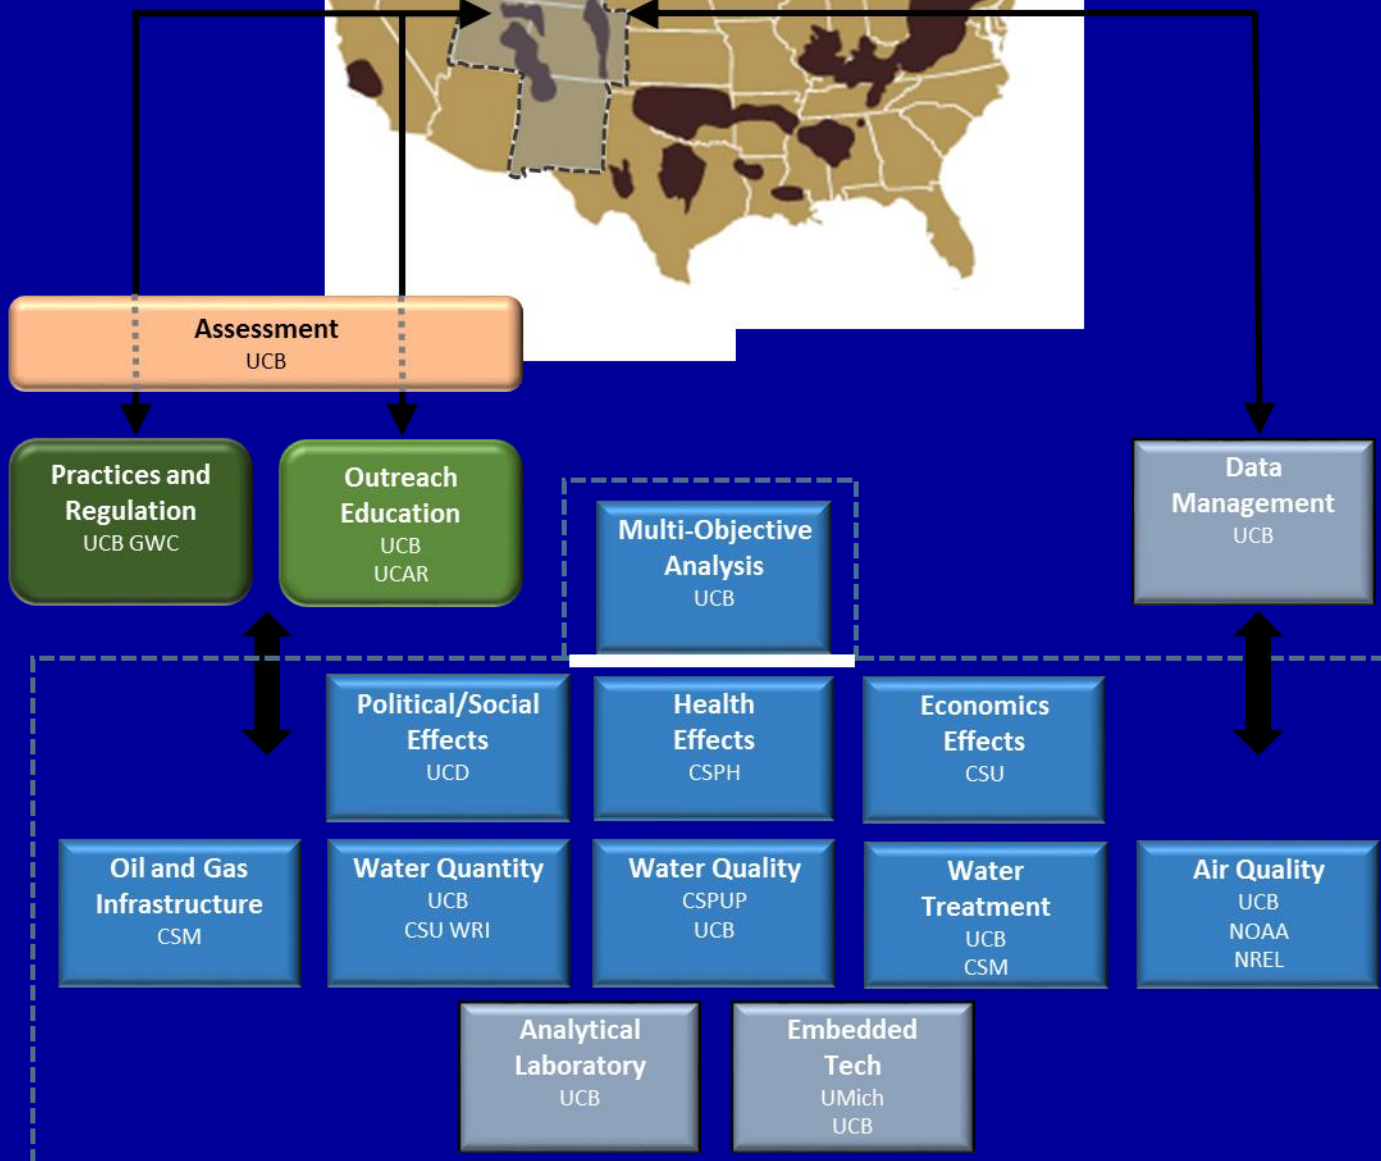 Assessment
UCB
Practices and
Regulation
UCB GWC
Outreach
Education
UCB
UCAR
Multi-Objective
Analysis
UCB
Data
Management
UCB
Political/Social
Effects
UCD
Health
Effects
CSPH
Economics
Effects
CSU
Oil and Gas
Infrastructure
CSM
Water Quantity
UCB
CSU WRI
Water Quality
CSPUP
UCB
Water
Treatment
UCB
CSM
Air Quality
UCB
NOAA
NREL
Analytical
Laboratory
UCB
Embedded
Tech
UMich
UCB